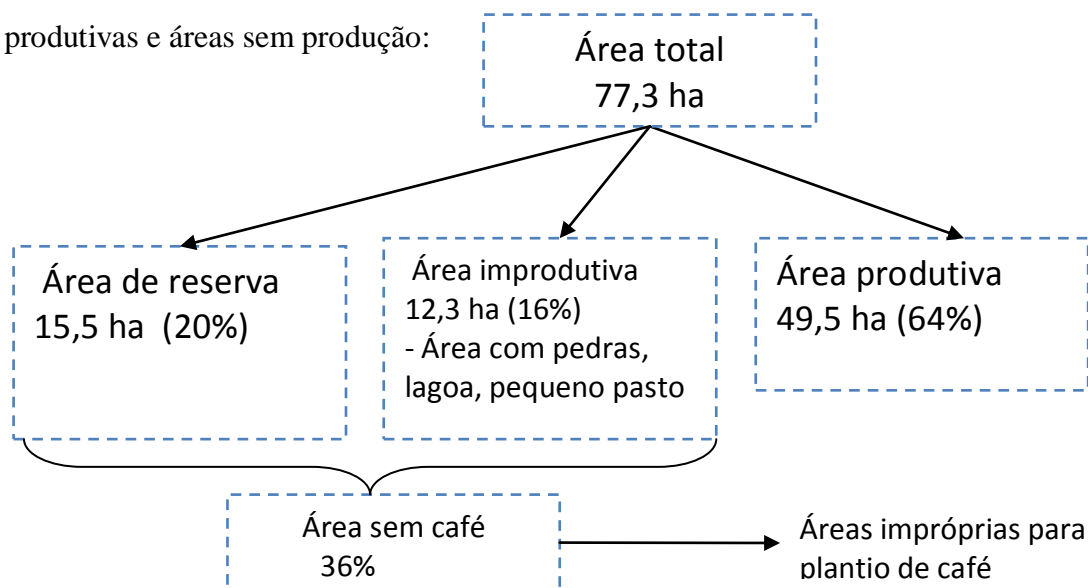 produtivas e áreas sem produção:
Área total
77,3 ha
Área de reserva
15,5 ha (20%)
Área improdutiva
12,3 ha (16%)
- Área com pedras,
lagoa, pequeno pasto
Área produtiva
49,5 ha (64%)
Área sem café
36%
Áreas impróprias para
plantio de café